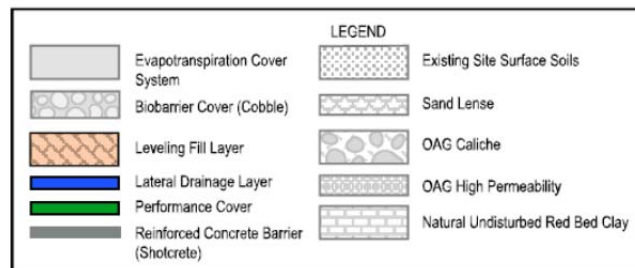 LEGEND
Evapotranspiration Cover
System
Biobarrier Cover (Cobble)
Leveling Fill Layer
Lateral Drainage Layer
Performance Cover
Reinforced Concrete Barrier
(Shotcrete)
Existing Site Surface Soils
Sand Lense
OAG Caliche
OAG High Permeability
Natural Undisturbed Red Bed Clay